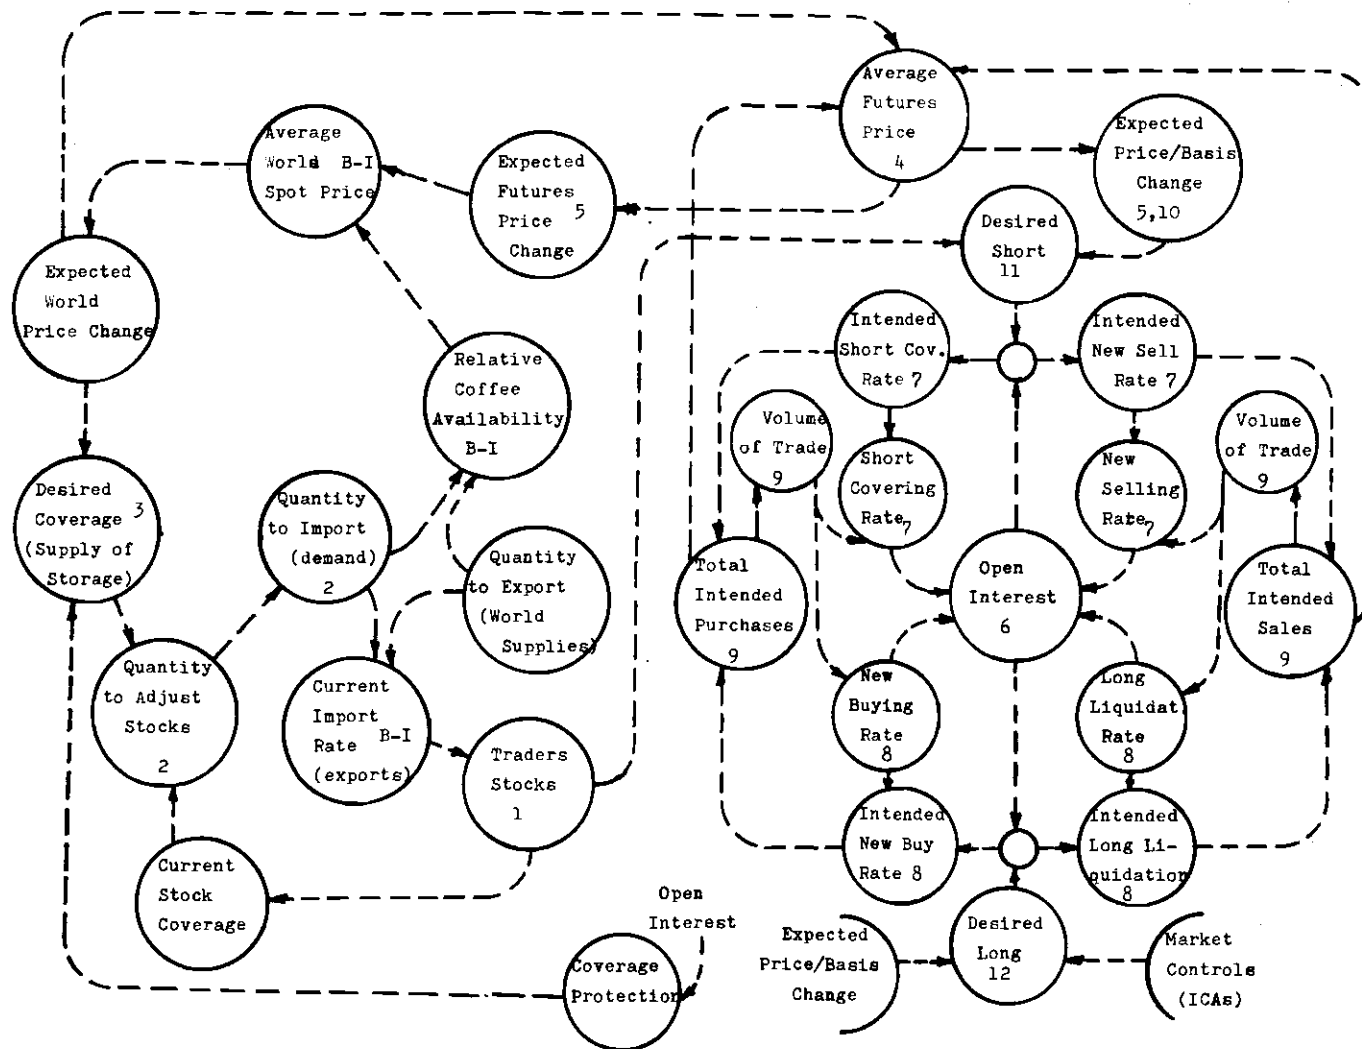 Average
Futures
Price
4
Average
World B-I
Spot Price
Expected
Futures
Price 5
Change
Expected
Price/Basis
Change
5,10
Desired
Short
11
Expected
World
Price Change
Relative
Coffee
Availability
B-I
Intended
Short Cov.
Rate 7
Intended
New Sell
Rate 7
Volume
of Trade
9
Volume
of Trade
9
Short
Covering
Rate 7
New
Selling
Rate 7
Desired
Coverage 3
(Supply of
Storage)
Quantity
to Import
(demand)
2
Quantity
to Export
(World
Supplies)
Total
Intended
Purchases
9
Open
Interest
6
Total
Intended
Sales
9
Quantity
to Adjust
Stocks
2
Current
Import
Rate B-I
(exports)
Traders
Stocks
1
New
Buying
Rate
8
Long
Liquidat.
Rate
8
Intended
New Buy
Rate 8
Intended
Long Li-
quidation
8
Current
Stock
Coverage
Open
Interest
Coverage
Protection
Expected
Price/Basis
Change
Desired
Long
12
Market
Controls
(ICAs)